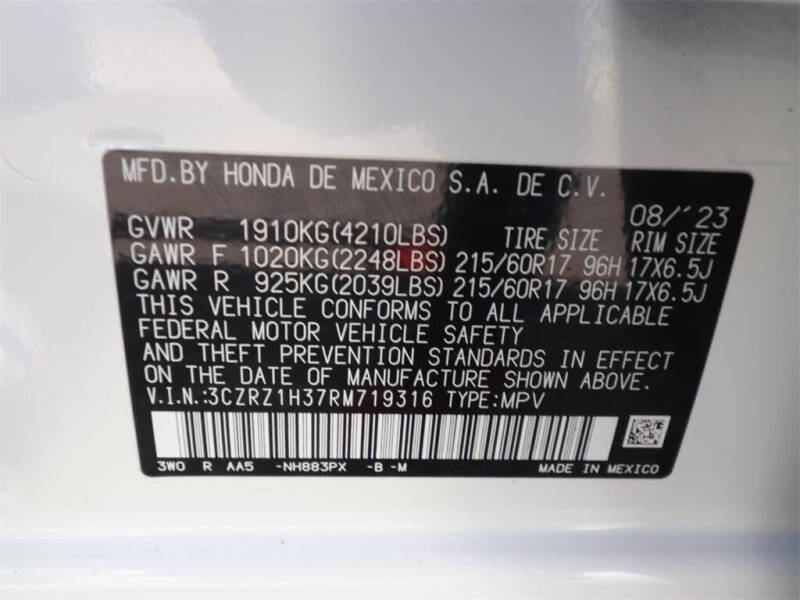 MFD.BY HONDA DE MEXICO S.A. DE C.V.
08/'23
GVWR 1910KG(4210LBS) TIRE SIZE RIM SIZE
GAWR F 1020KG(2248LBS) 215/60R17 96H 17X6.5J
GAWR R 925KG(2039LBS) 215/60R17 96H 17X6.5J
THIS VEHICLE CONFORMS TO ALL APPLICABLE
FEDERAL MOTOR VEHICLE SAFETY
AND THEFT PREVENTION STANDARDS IN EFFECT
ON THE DATE OF MANUFACTURE SHOWN ABOVE.
V.I.N.:3CZRZ1H37RM719316 TYPE:MPV
3W0 R AA5 -NH883PX -B -M MADE IN MEXICO